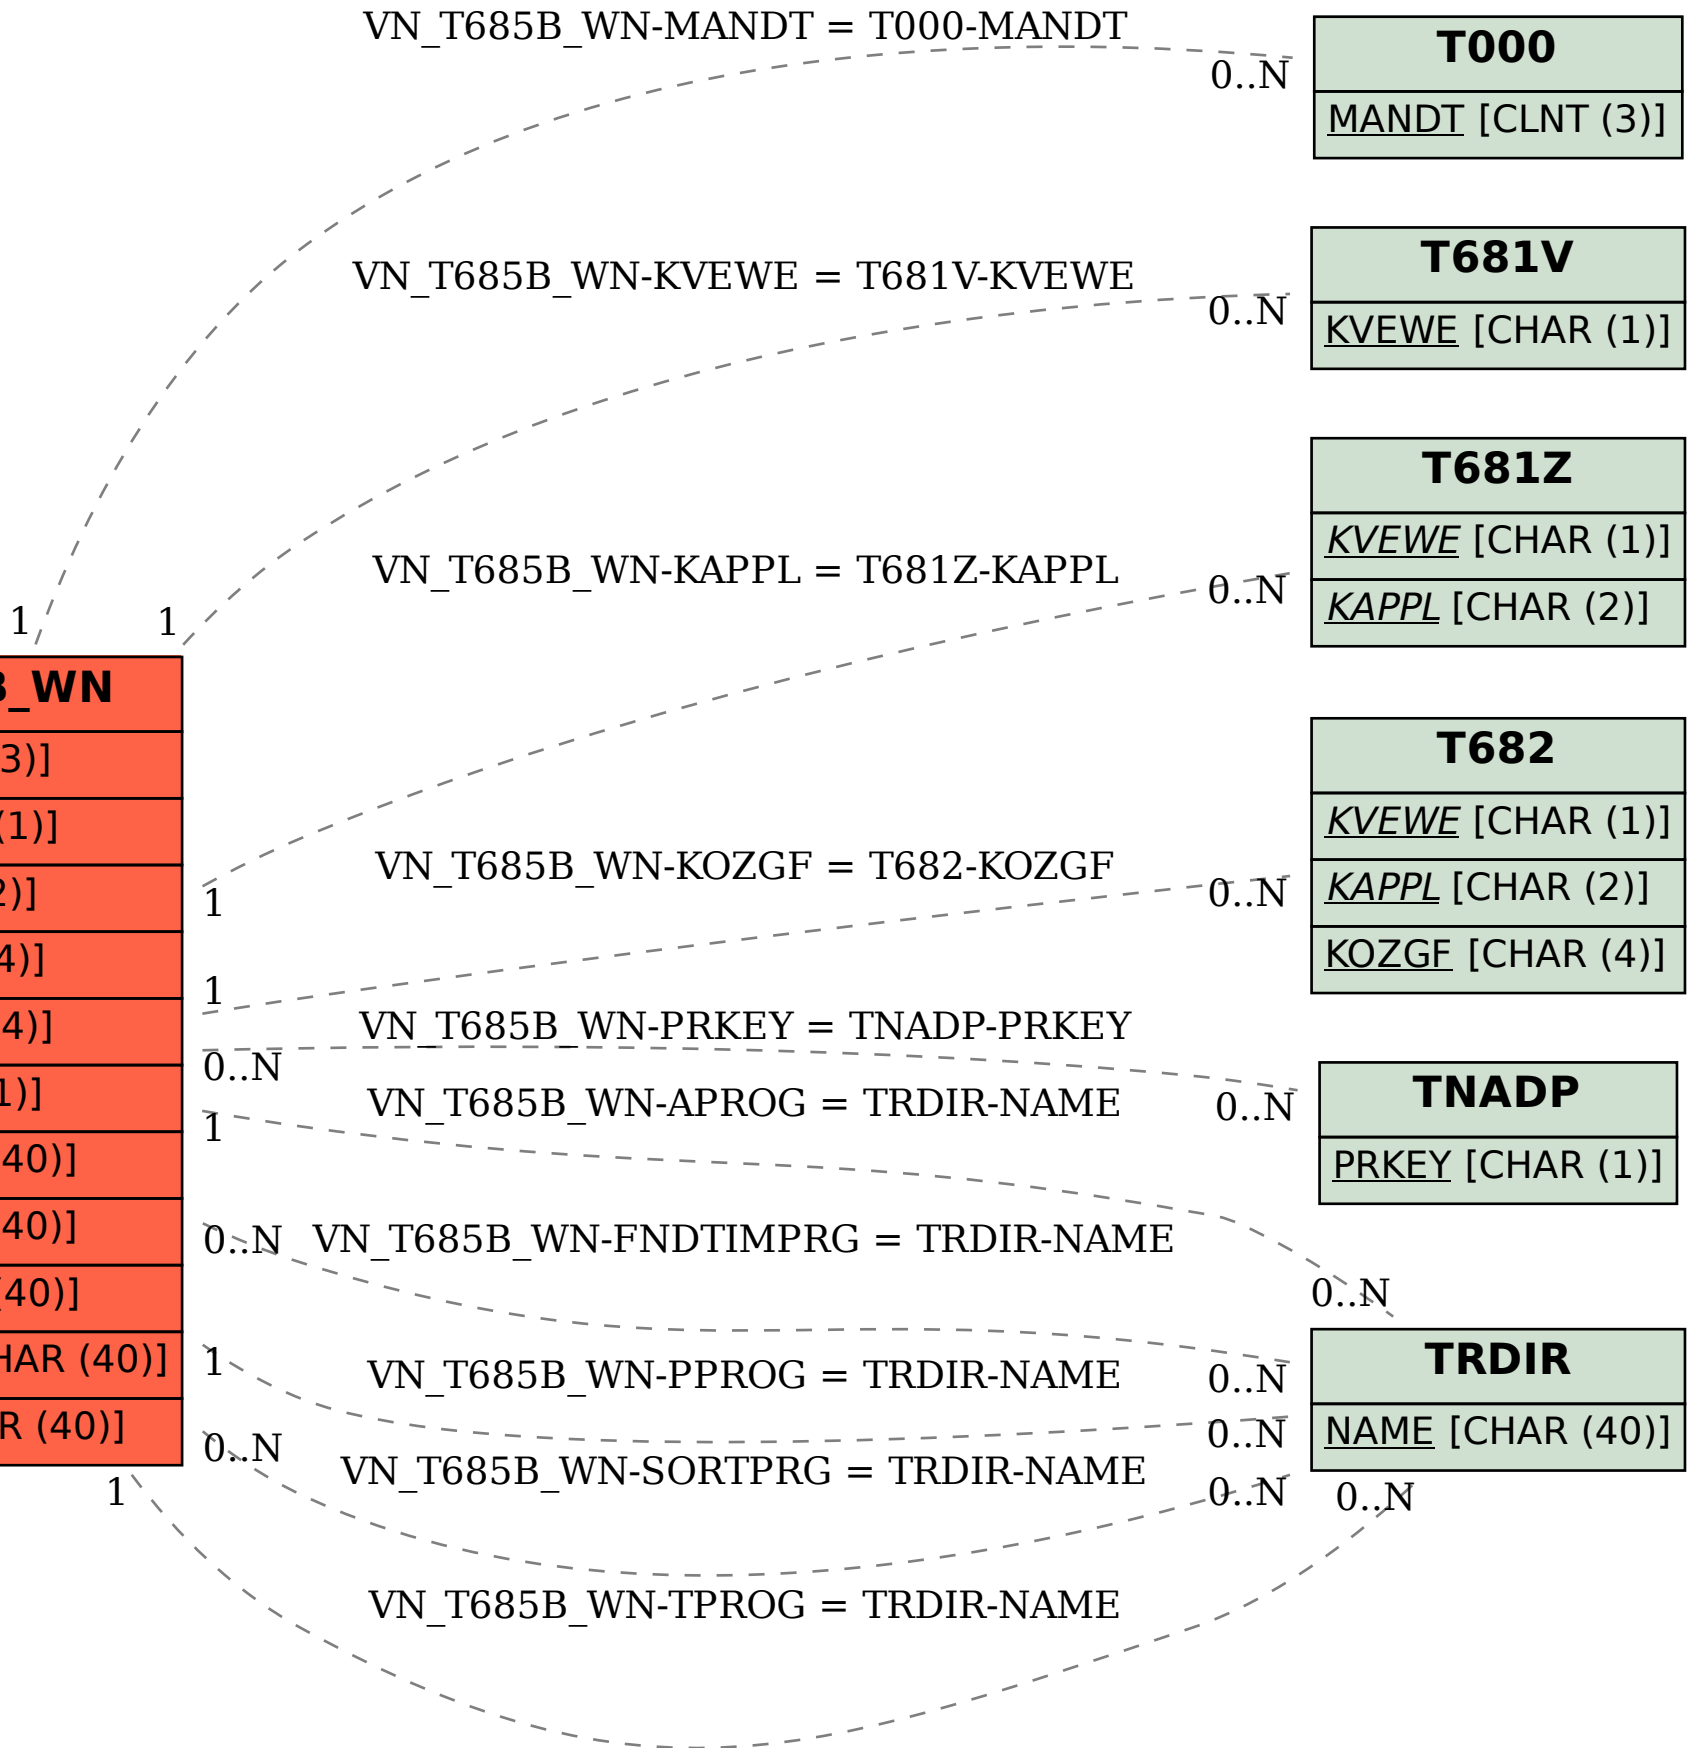 VN_T685B_WN-MANDT = T000-MANDT
0..N
T000
MANDT [CLNT (3)]
VN_T685B_WN-KVEWE = T681V-KVEWE
0..N
T681V
KVEWE [CHAR (1)]
VN_T685B_WN-KAPPL = T681Z-KAPPL
0..N
T681Z
KVEWE [CHAR (1)]
KAPPL [CHAR (2)]
1
1
B_WN
3)]
(1)]
2)]
4)]
4)]
1)]
40)]
40)]
(40)]
HAR (40)]
R (40)]
VN_T685B_WN-KOZGF = T682-KOZGF
1
1
0..N
T682
KVEWE [CHAR (1)]
KAPPL [CHAR (2)]
KOZGF [CHAR (4)]
VN_T685B_WN-PRKEY = TNADP-PRKEY
0..N
0..N
TNADP
PRKEY [CHAR (1)]
VN_T685B_WN-APROG = TRDIR-NAME
1
0..N
VN_T685B_WN-FNDTIMPRG = TRDIR-NAME
0..N
0..N
TRDIR
NAME [CHAR (40)]
VN_T685B_WN-PPROG = TRDIR-NAME
1
0..N
VN_T685B_WN-SORTPRG = TRDIR-NAME
0..N
0..N
VN_T685B_WN-TPROG = TRDIR-NAME
1
0..N